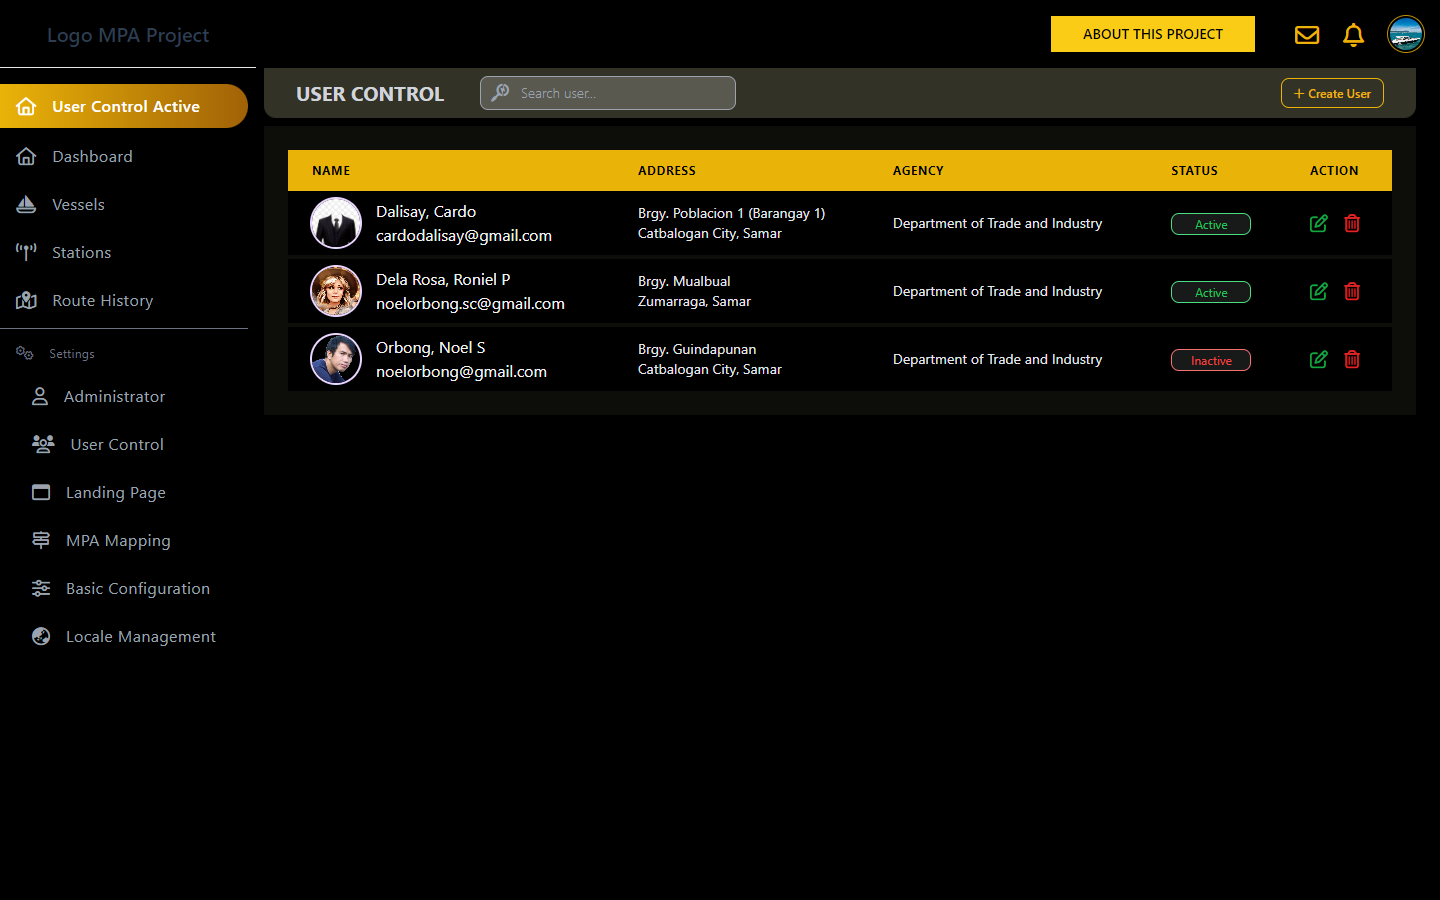 Logo MPA Project
ABOUT THIS PROJECT
User Control Active
Dashboard
Vessels
Stations
Route History
Settings
Administrator
User Control
Landing Page
MPA Mapping
Basic Configuration
Locale Management
USER CONTROL
Search user...
+ Create User
NAME ADDRESS AGENCY STATUS ACTION
Dalisay, Cardo
cardodalisay@gmail.com
Brgy. Poblacion 1 (Barangay 1)
Catbalogan City, Samar
Department of Trade and Industry
Active
Dela Rosa, Roniel P
noelorbong.sc@gmail.com
Brgy. Mualbual
Zumarraga, Samar
Department of Trade and Industry
Active
Orbong, Noel S
noelorbong@gmail.com
Brgy. Guindapunan
Catbalogan City, Samar
Department of Trade and Industry
Inactive